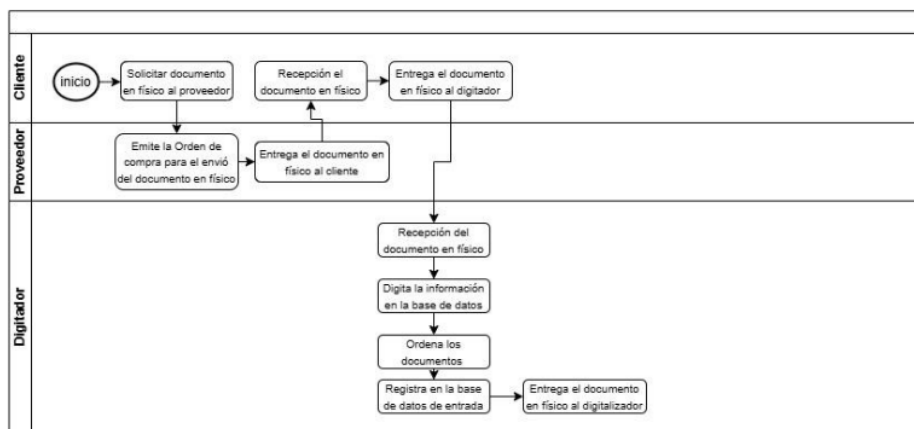 Cliente
inicio
Solicitar documento
en físico al proveedor
Recepción el
documento en físico
Entrega el documento
en físico al digitador
Proveedor
Emite la Orden de
compra para el envió
del documento en físico
Entrega el documento en
físico al cliente
Digitador
Recepción del
documento en físico
Digita la información
en la base de datos
Ordena los
documentos
Registra en la base
de datos de entrada
Entrega el documento
en físico al digitalizador